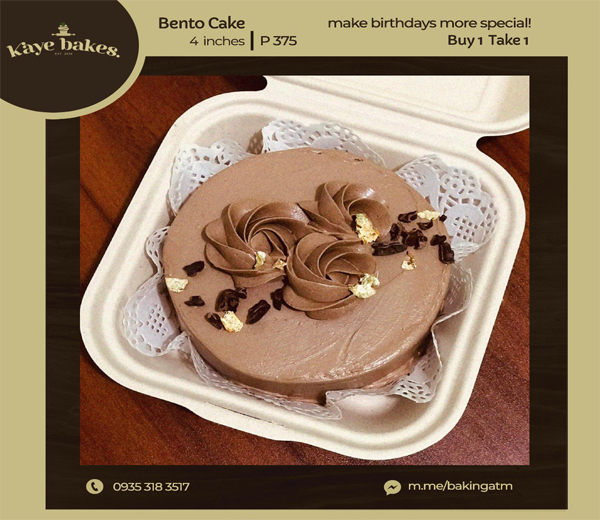 Kaye bakes.
Bento Cake
4 inches | P 375
make birthdays more special!
Buy 1 Take 1
0935 318 3517
m.me/bakingatm